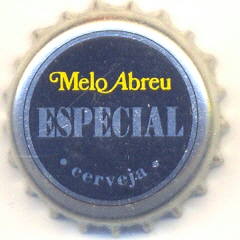 Melo Abreu
ESPECIAL
• cerveja •